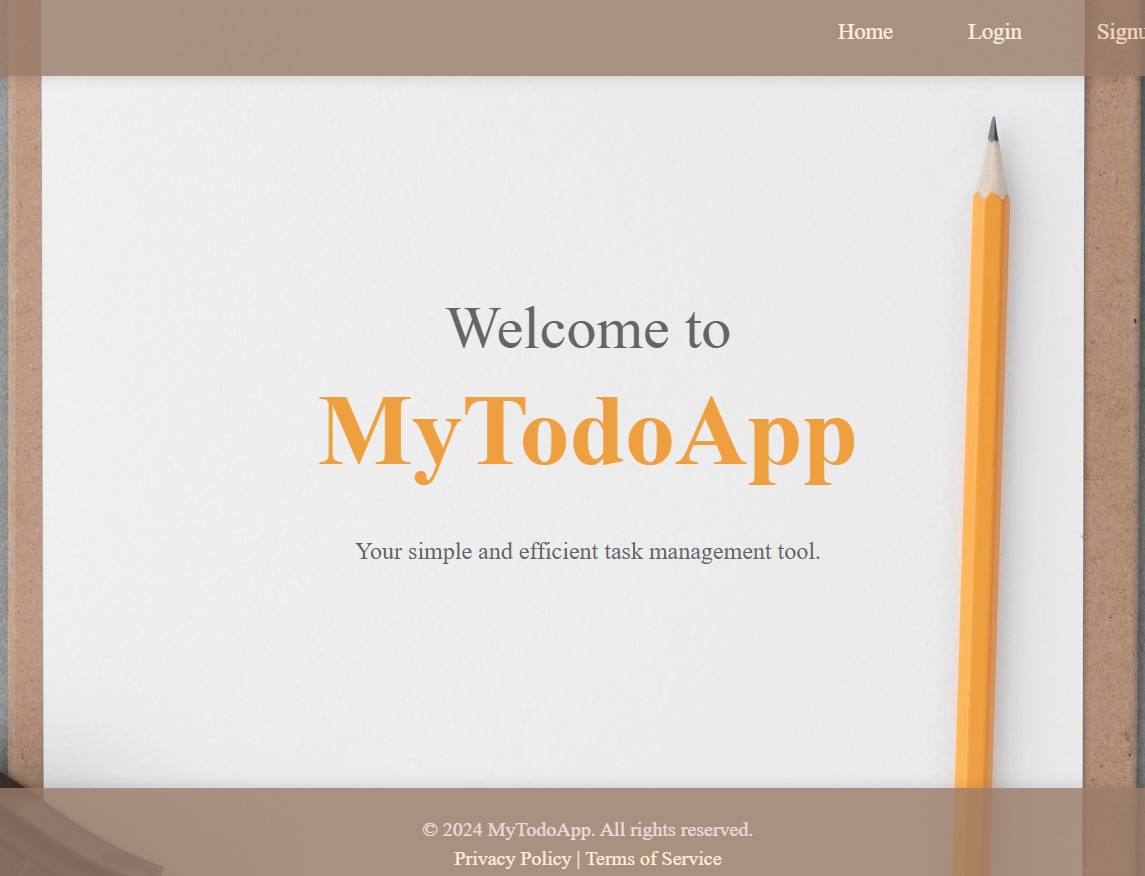 Home Login Signu
Welcome to
MyTodoApp
Your simple and efficient task management tool.
© 2024 MyTodoApp. All rights reserved.
Privacy Policy | Terms of Service